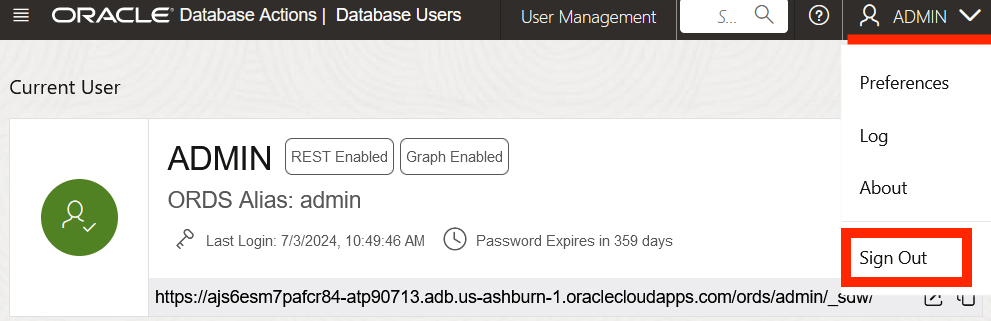 ORACLE Database Actions | Database Users User Management S... ADMIN
Preferences
Current User
Log
ADMIN REST Enabled Graph Enabled
About
ORDS Alias: admin
Last Login: 7/3/2024, 10:49:46 AM Password Expires in 359 days
Sign Out
https://ajs6esm7pafcr84-atp90713.adb.us-ashburn-1.oraclecloudapps.com/ords/admin/_sdw/